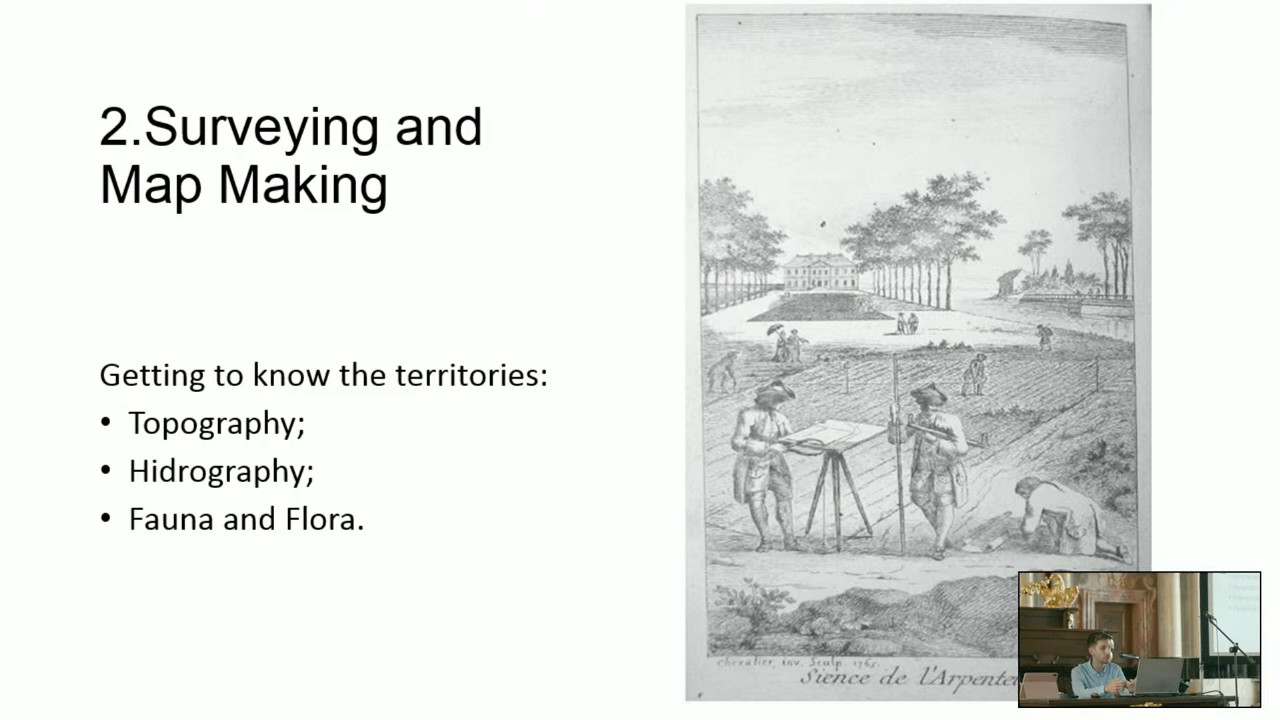 2.Surveying and
Map Making
Getting to know the territories:
• Topography;
• Hidrography;
• Fauna and Flora.
Chevalier, inv. Sculp. 1765.
Sience de l'Arpenteu